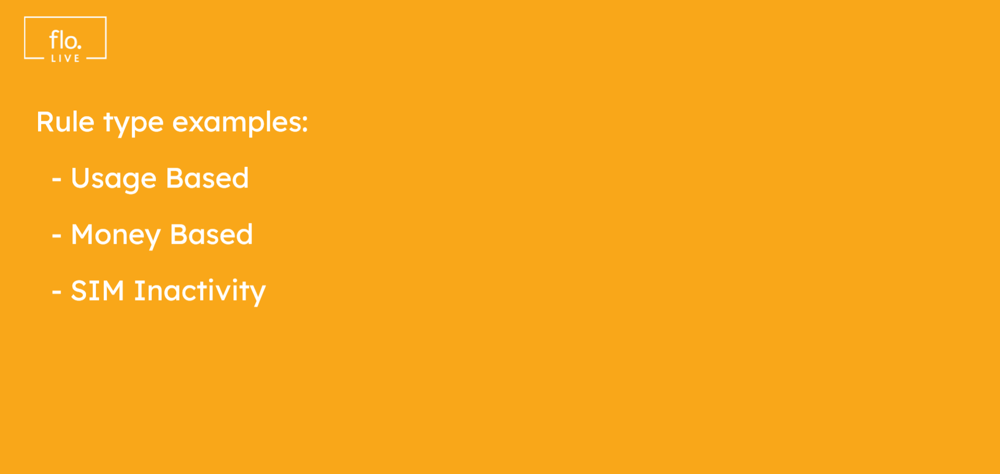 flo.
LIVE
Rule type examples:
- Usage Based
- Money Based
- SIM Inactivity